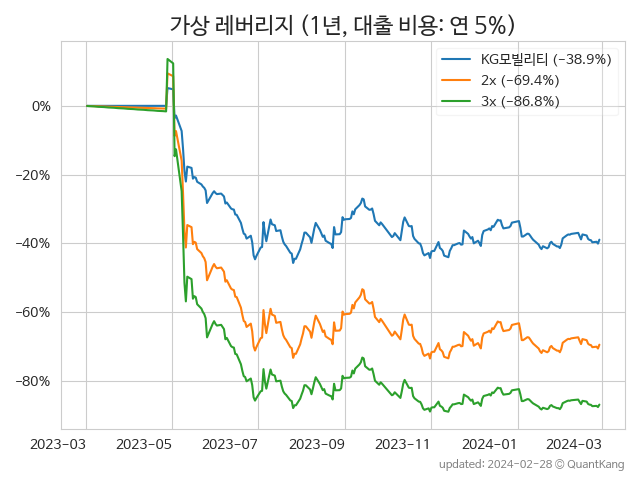 가상 레버리지 (1년, 대출 비용: 연 5%)
KG모빌리티 (−38.9%)
2x (−69.4%)
3x (−86.8%)
0%
−20%
−40%
−60%
−80%
2023-03 2023-05 2023-07 2023-09 2023-11 2024-01 2024-03
updated: 2024-02-28 © QuantKang